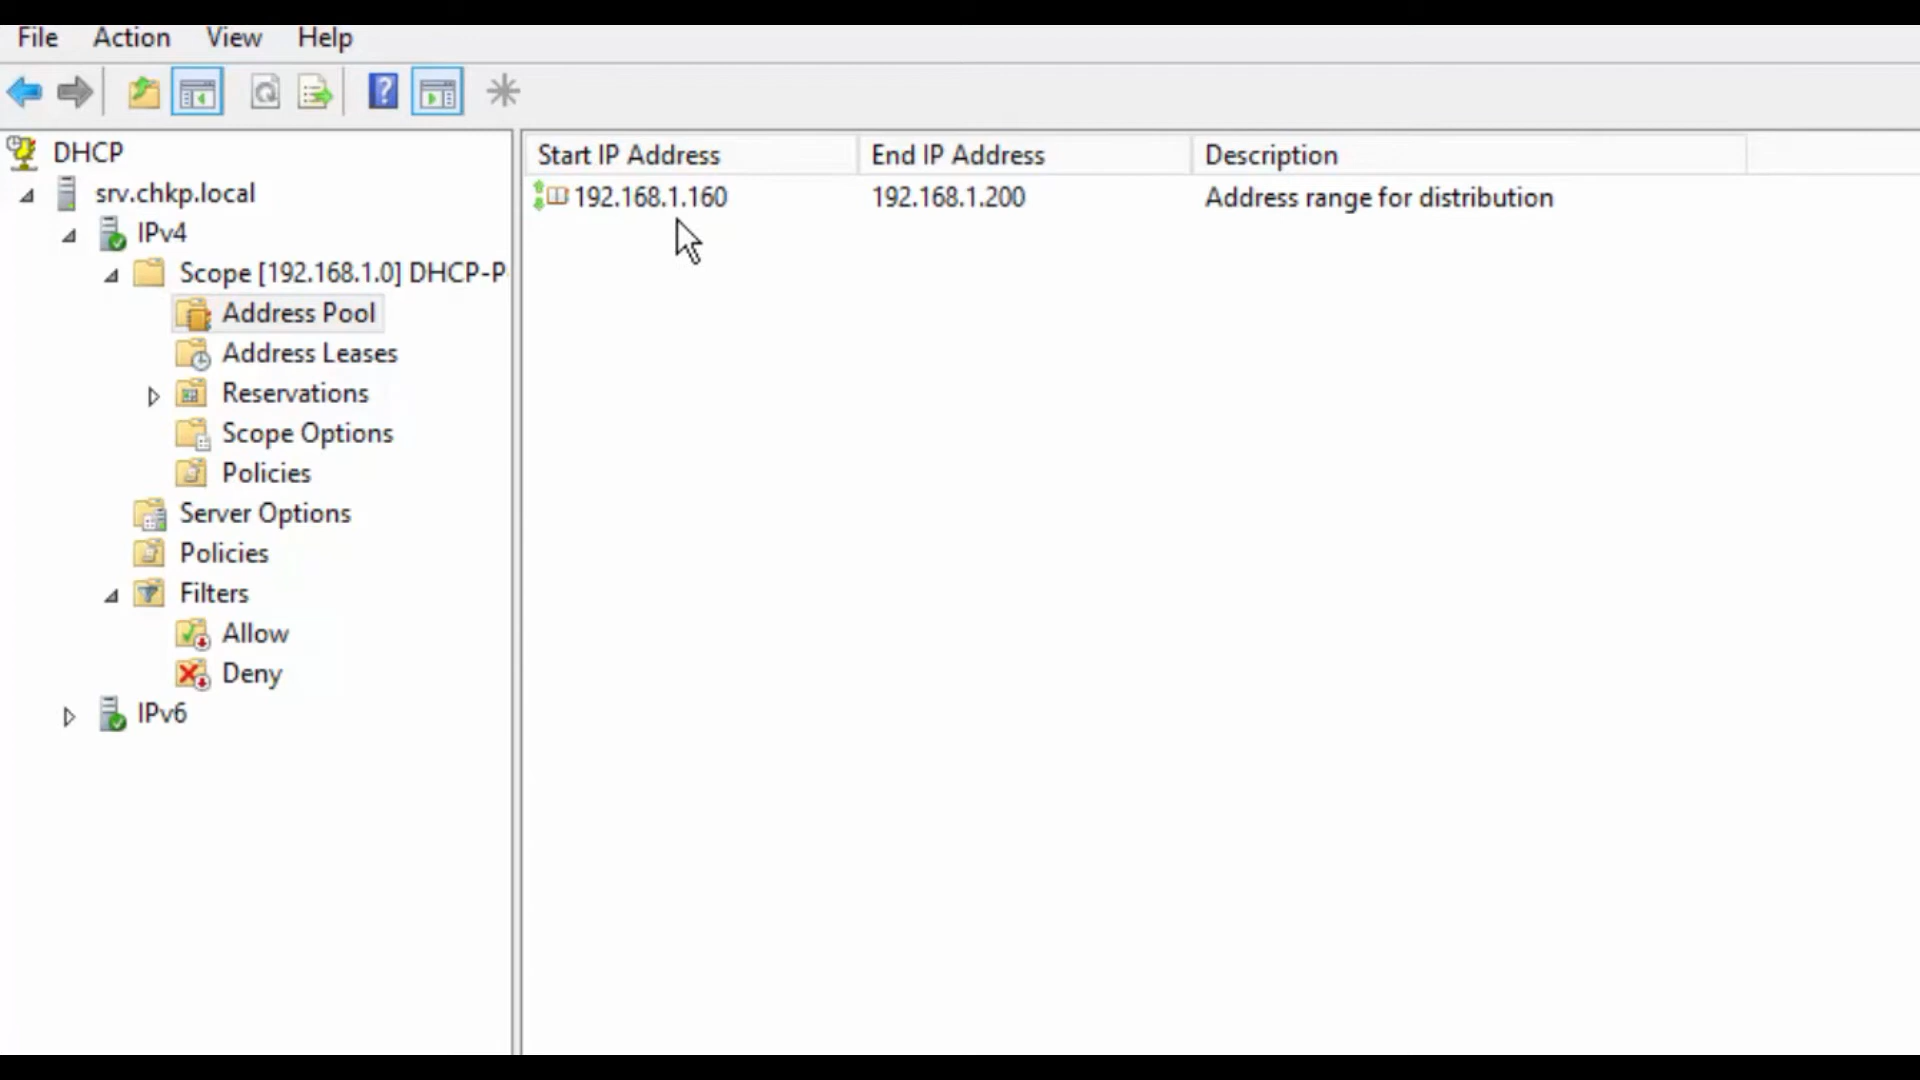 File Action View Help
DHCP
srv.chkp.local
IPv4
Scope [192.168.1.0] DHCP-P
Address Pool
Address Leases
Reservations
Scope Options
Policies
Server Options
Policies
Filters
Allow
Deny
IPv6
Start IP Address End IP Address Description
192.168.1.160 192.168.1.200 Address range for distribution